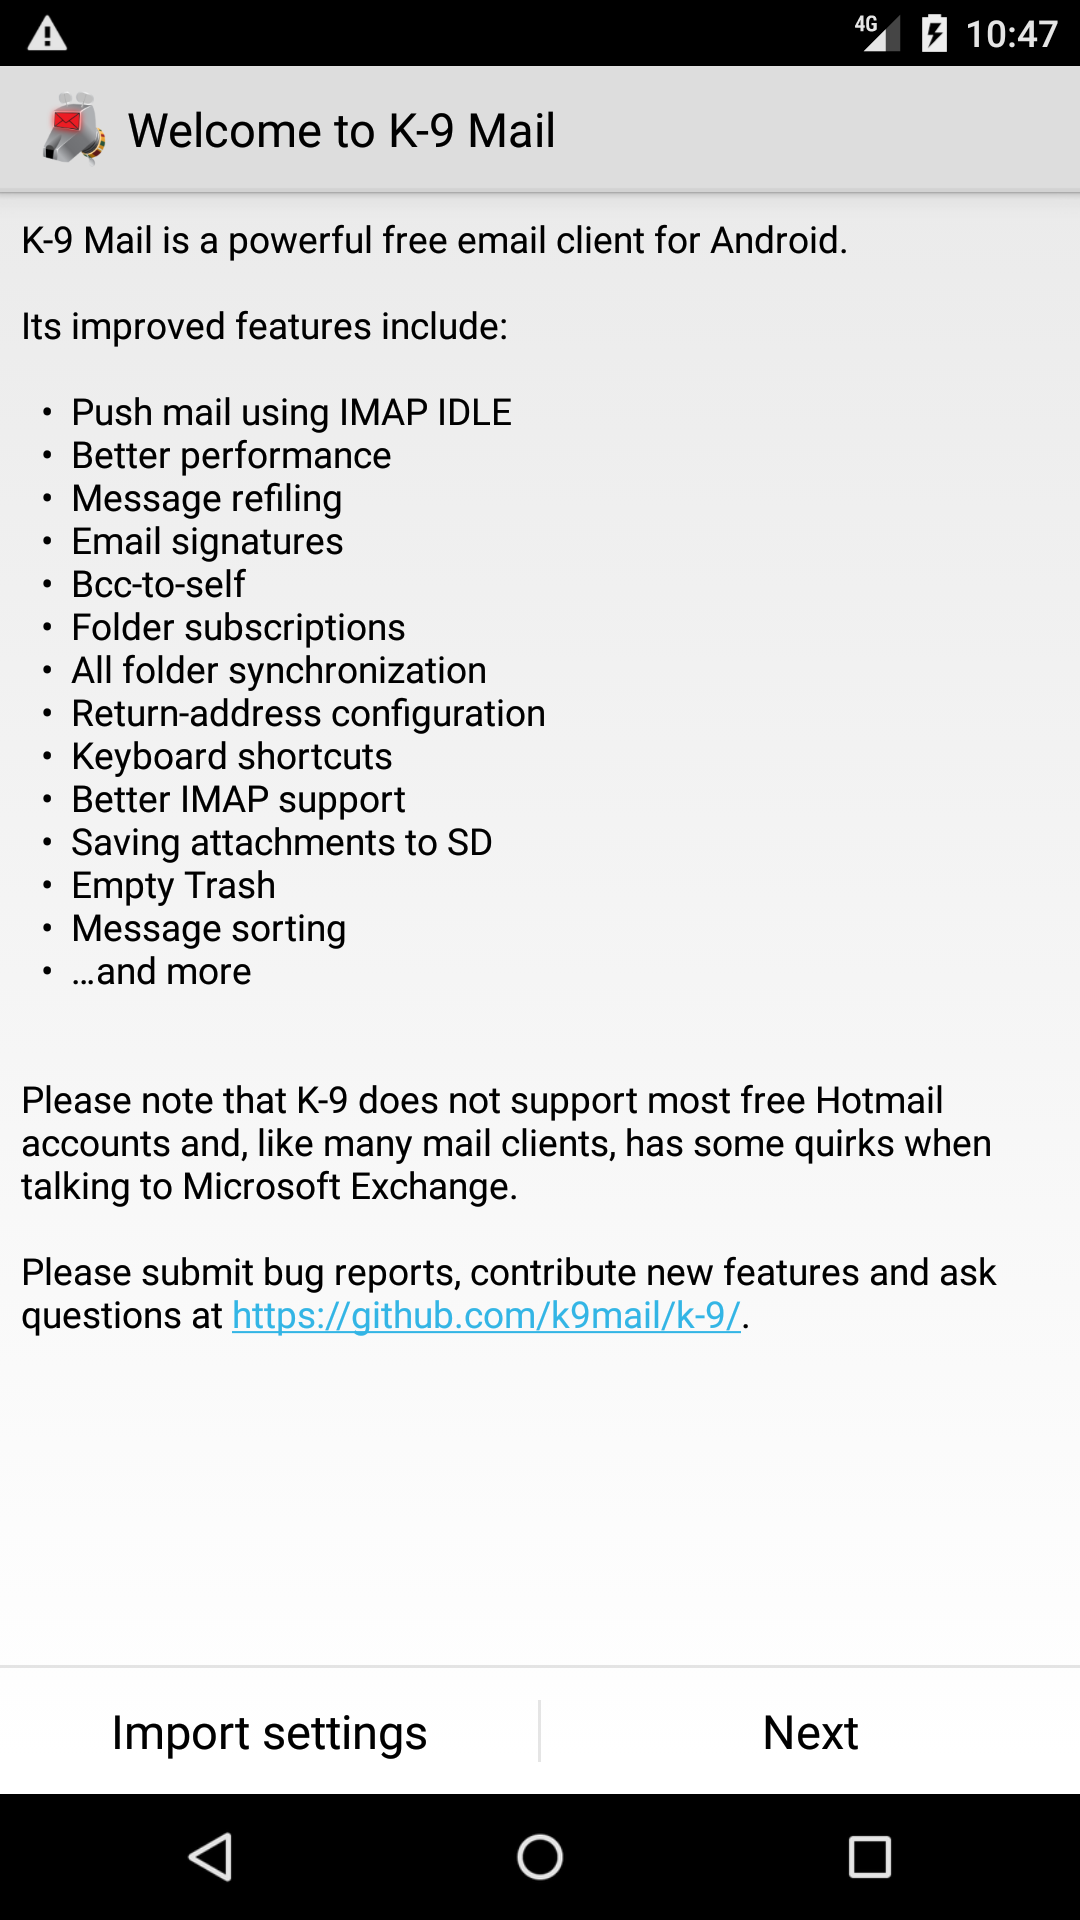 4G 10:47
Welcome to K-9 Mail
K-9 Mail is a powerful free email client for Android.
Its improved features include:
• Push mail using IMAP IDLE
• Better performance
• Message refiling
• Email signatures
• Bcc-to-self
• Folder subscriptions
• All folder synchronization
• Return-address configuration
• Keyboard shortcuts
• Better IMAP support
• Saving attachments to SD
• Empty Trash
• Message sorting
• …and more
Please note that K-9 does not support most free Hotmail
accounts and, like many mail clients, has some quirks when
talking to Microsoft Exchange.
Please submit bug reports, contribute new features and ask
questions at https://github.com/k9mail/k-9/.
Import settings
Next